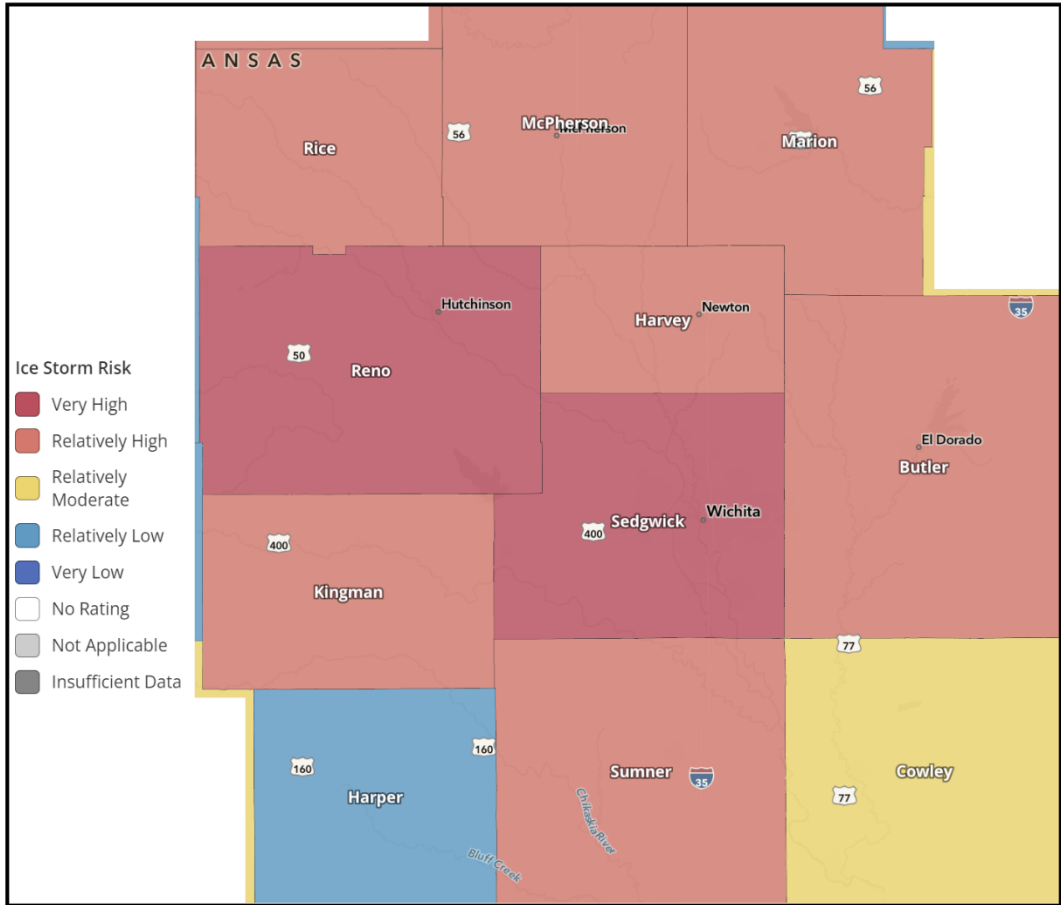 ANSAS
56
56
McPherson
McPherson
Marion
Rice
Hutchinson
Newton
Harvey
35
50
Reno
El Dorado
Butler
Wichita
Sedgwick
400
400
Kingman
77
160
160
Harper
Sumner
35
Cowley
77
Chikaskia River
Bluff Creek
Ice Storm Risk
Very High
Relatively High
Relatively
Moderate
Relatively Low
Very Low
No Rating
Not Applicable
Insufficient Data